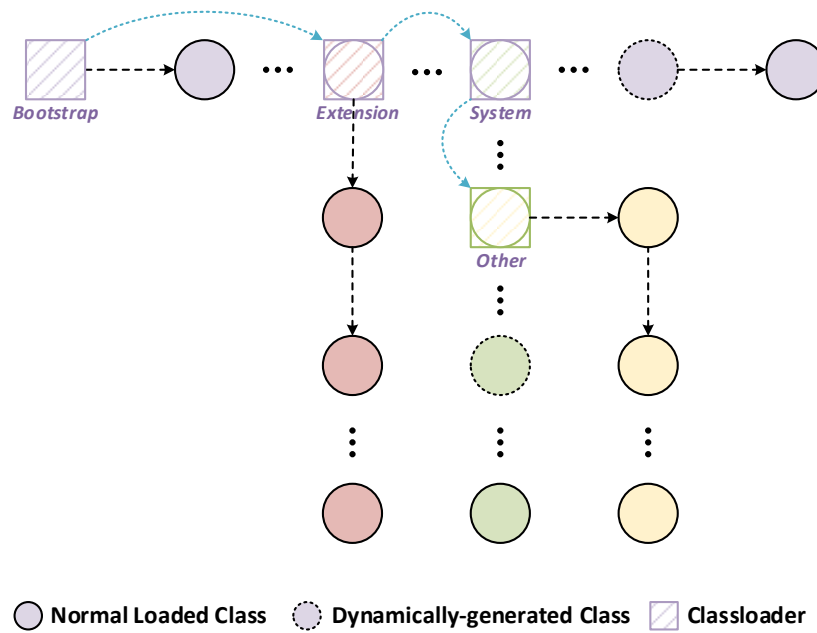 Bootstrap
Extension
System
Other
Normal Loaded Class
Dynamically-generated Class
Classloader